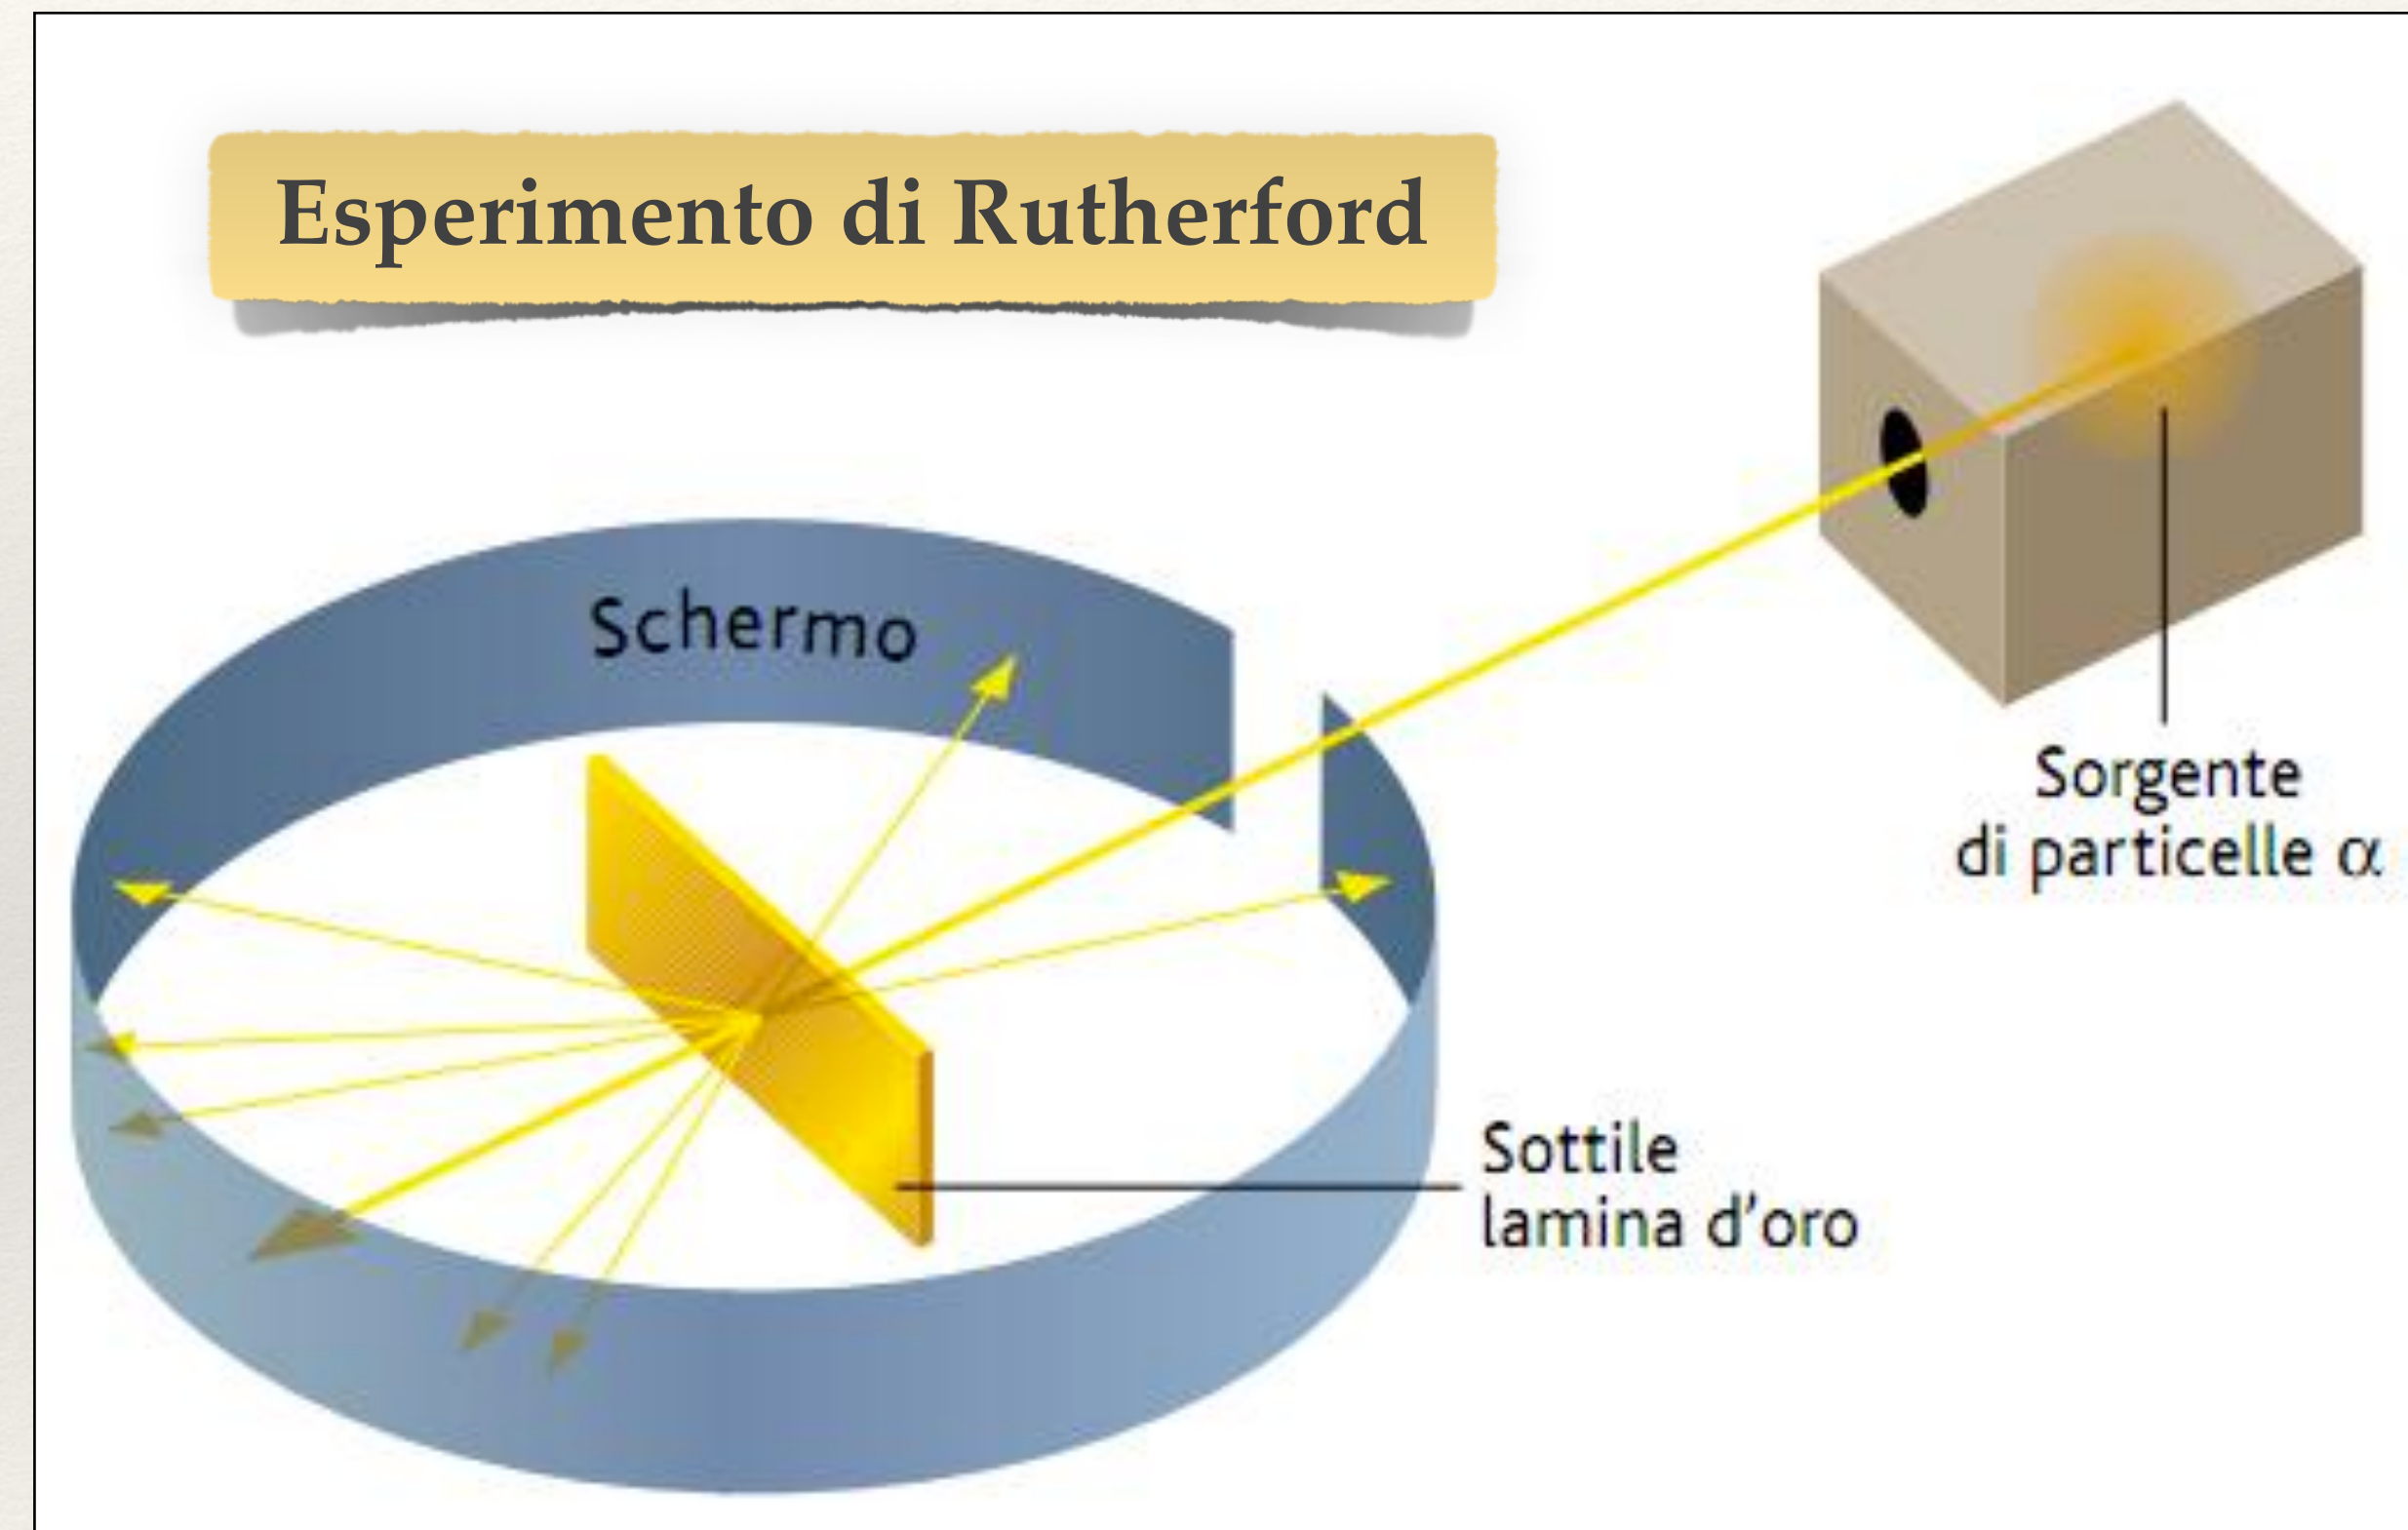 Esperimento di Rutherford
Schermo
Sorgente
di particelle α
Sottile
lamina d'oro